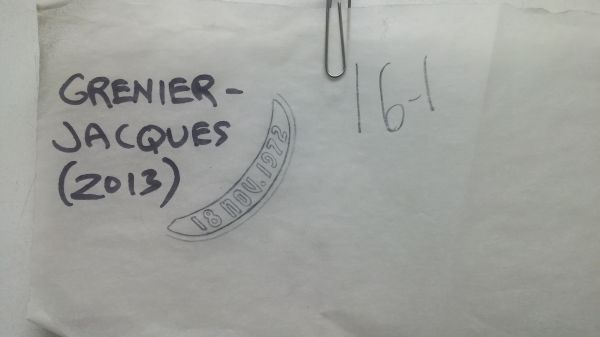 GRENIER-
JACQUES
(2013)
18 NOV. 1972
16-1